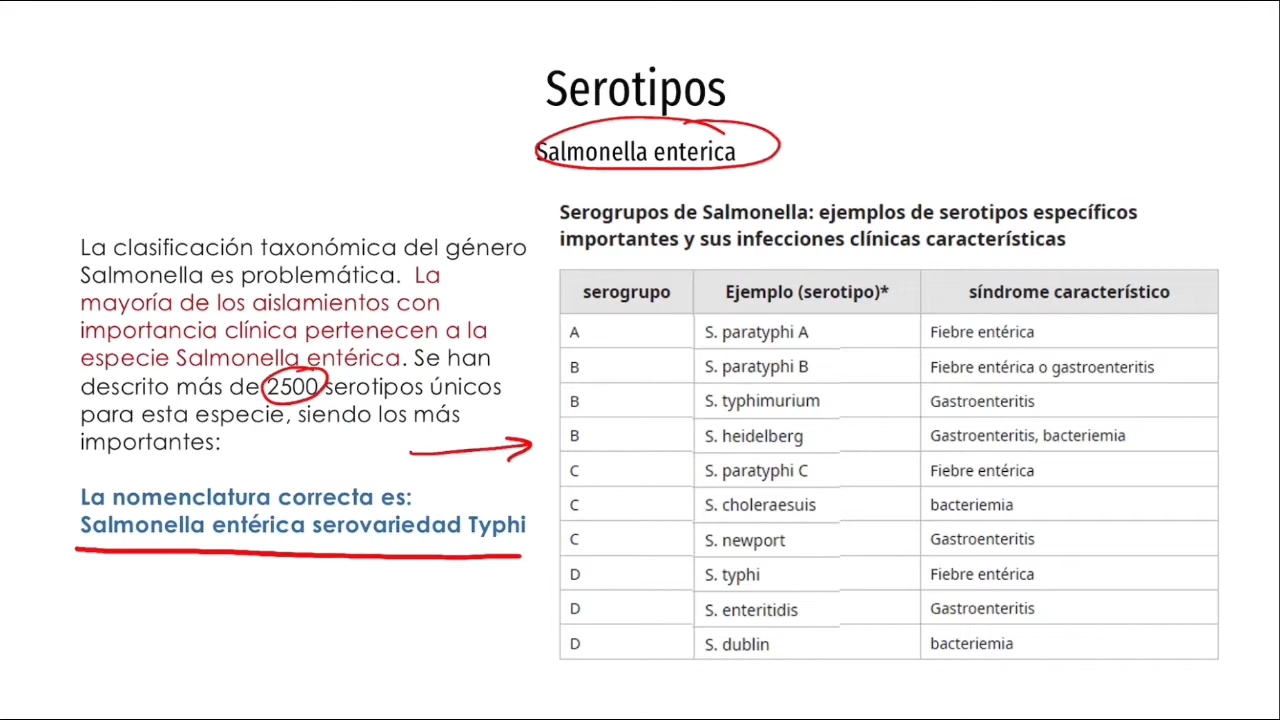 Serotipos
Salmonella enterica
La clasificación taxonómica del género
Salmonella es problemática. La
mayoría de los aislamientos con
importancia clínica pertenecen a la
especie Salmonella entérica. Se han
descrito más de 2500 serotipos únicos
para esta especie, siendo los más
importantes:
La nomenclatura correcta es:
Salmonella entérica serovariedad Typhi
Serogrupos de Salmonella: ejemplos de serotipos específicos
importantes y sus infecciones clínicas características
serogrupo Ejemplo (serotipo)* síndrome característico
A S. paratyphi A Fiebre entérica
B S. paratyphi B Fiebre entérica o gastroenteritis
B S. typhimurium Gastroenteritis
B S. heidelberg Gastroenteritis, bacteriemia
C S. paratyphi C Fiebre entérica
C S. choleraesuis bacteriemia
C S. newport Gastroenteritis
D S. typhi Fiebre entérica
D S. enteritidis Gastroenteritis
D S. dublin bacteriemia